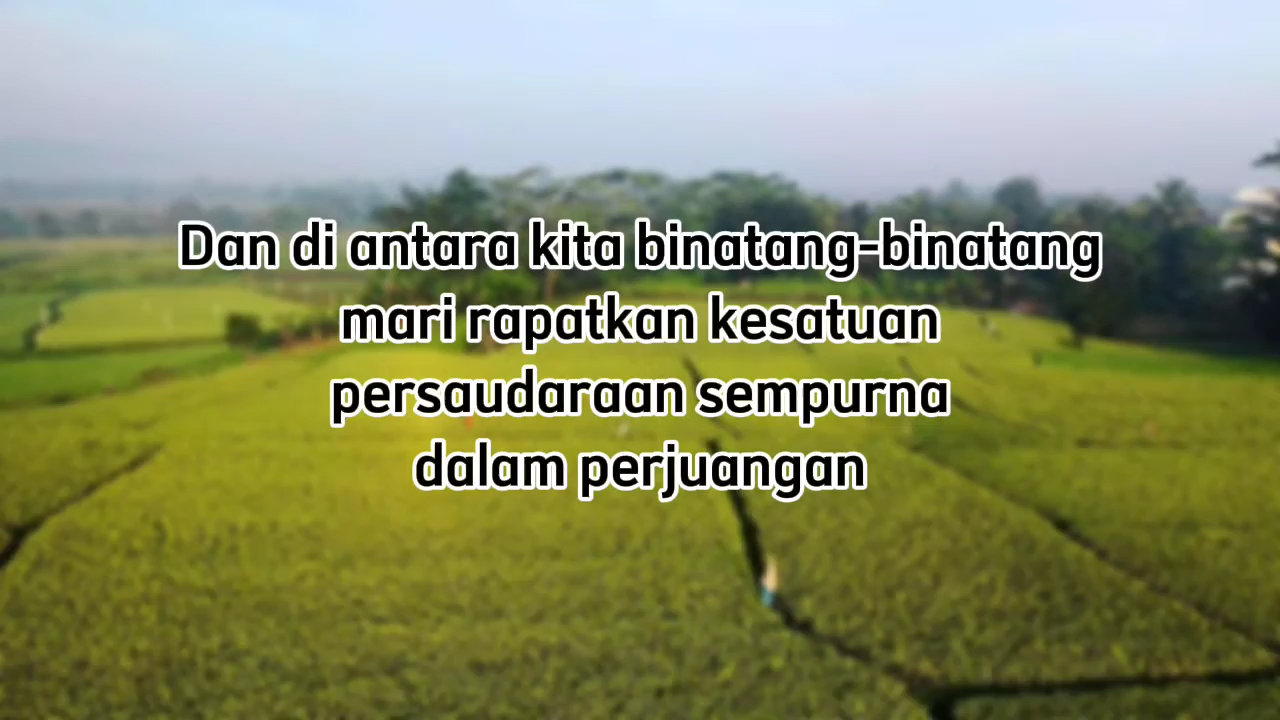 Dan di antara kita binatang-binatang
mari rapatkan kesatuan
persaudaraan sempurna
dalam perjuangan